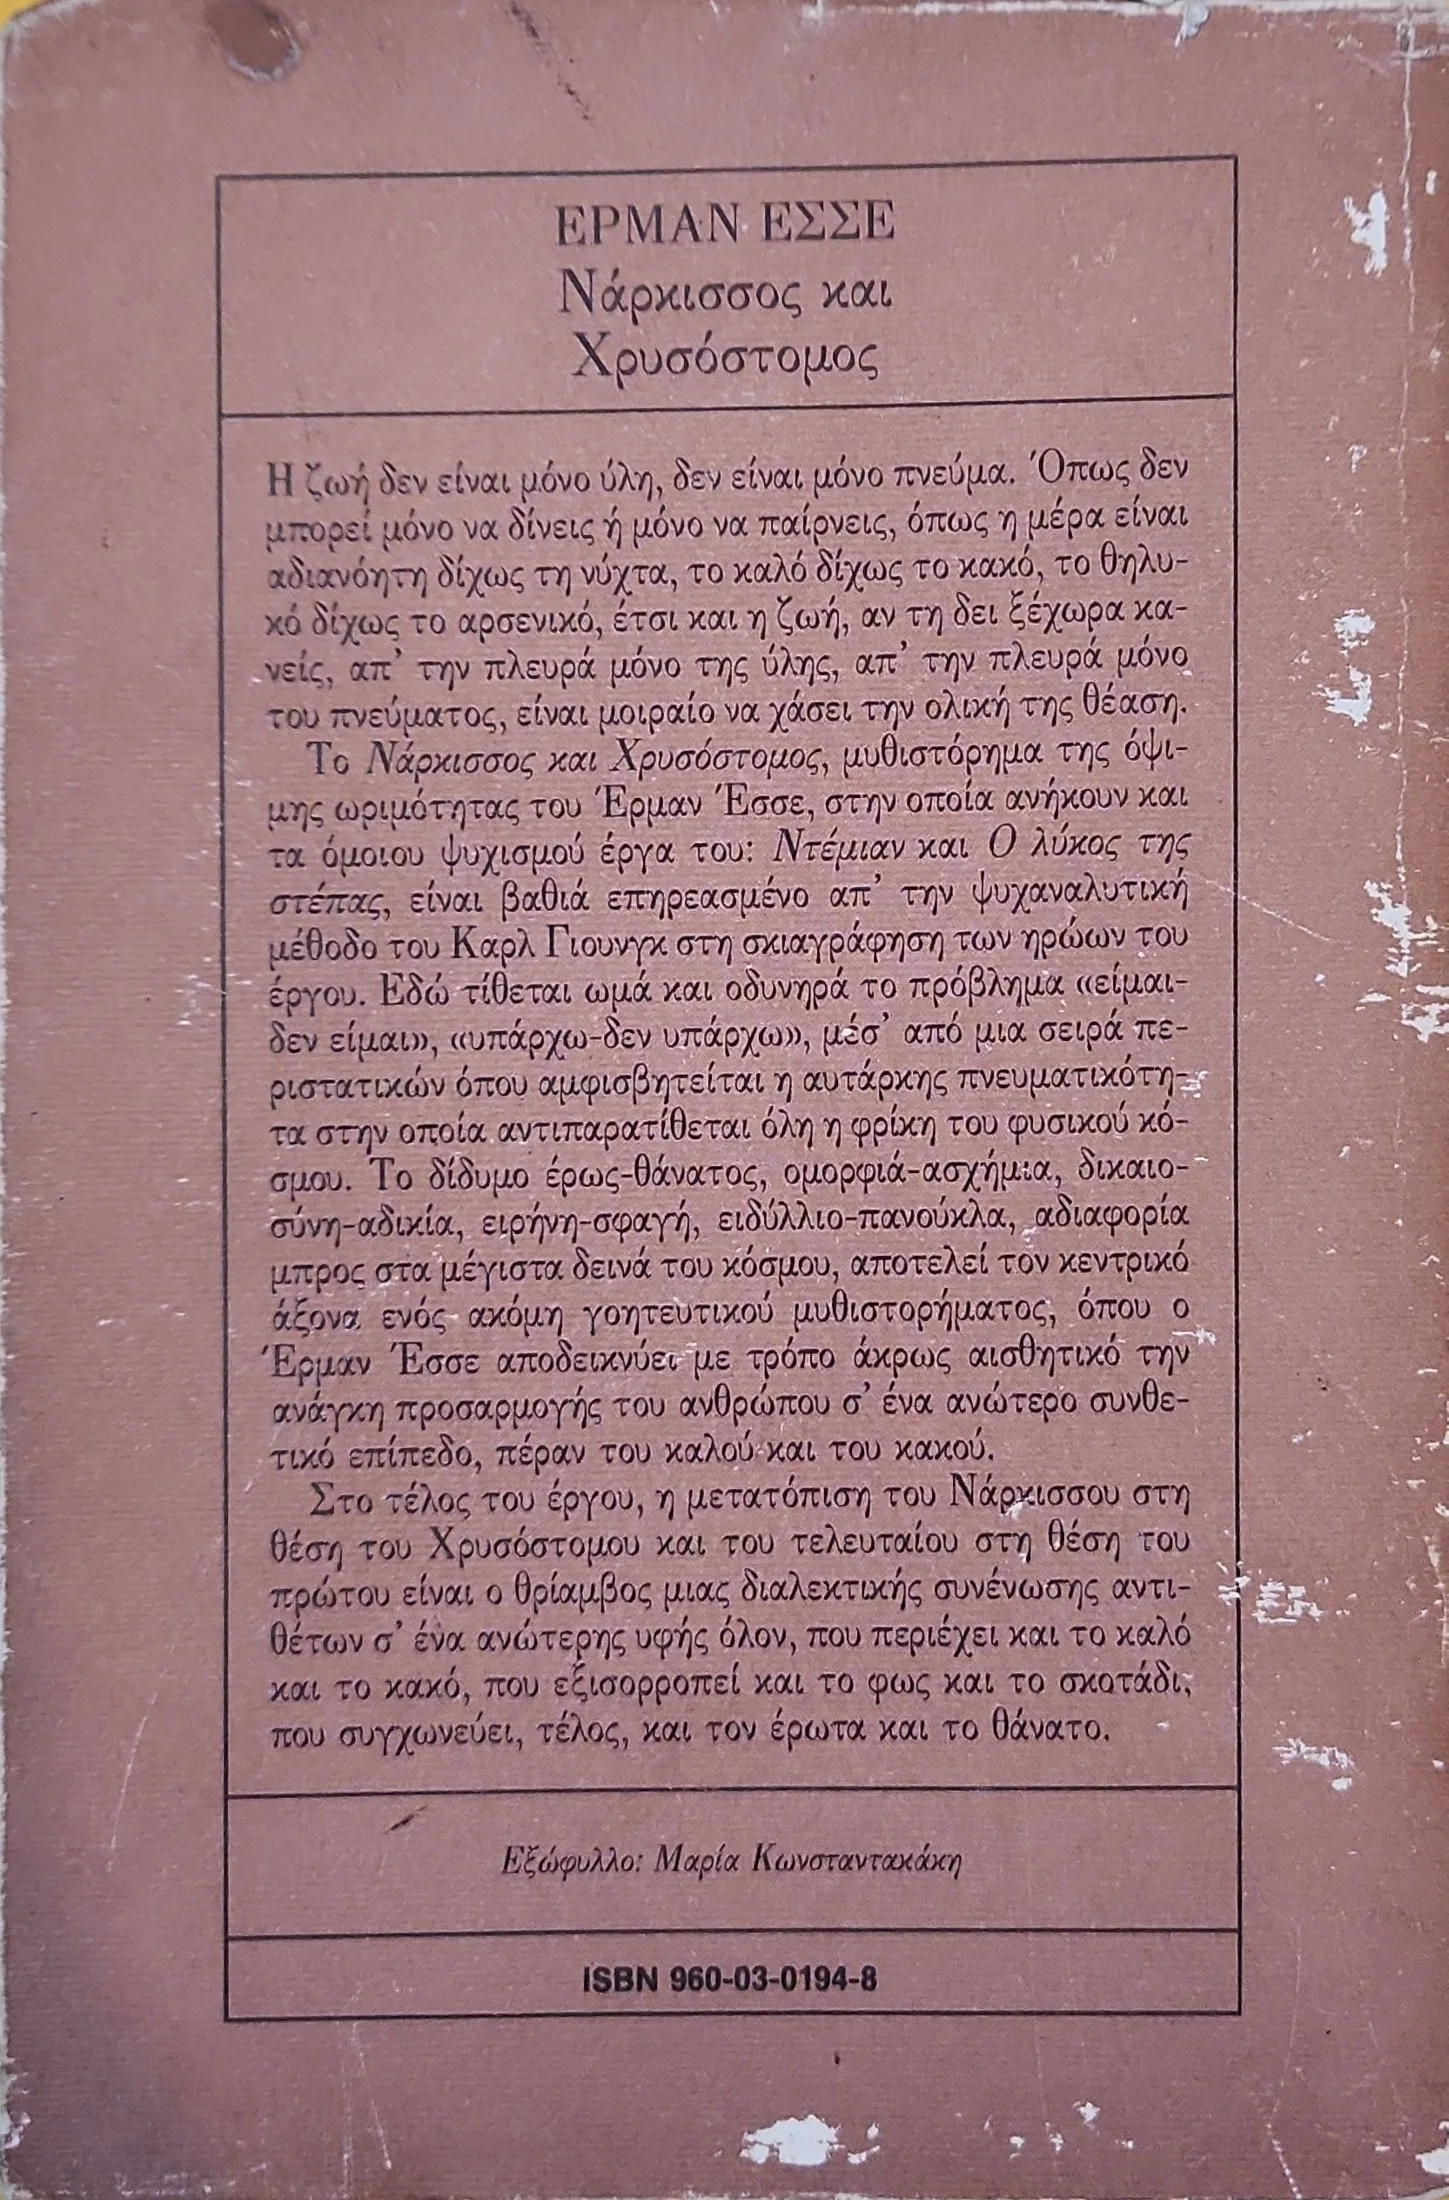 ΕΡΜΑΝ ΕΣΣΕ
Νάρκισσος και
Χρυσόστομος
Η ζωή δεν είναι μόνο ύλη, δεν είναι μόνο πνεύμα. Όπως δεν
μπορεί μόνο να δίνεις ή μόνο να παίρνεις, όπως η μέρα είναι
αδιανόητη δίχως τη νύχτα, το καλό δίχως το κακό, το θηλυ-
κό δίχως το αρσενικό, έτσι και η ζωή, αν τη δει ξέχωρα κα-
νείς, απ' την πλευρά μόνο της ύλης, απ' την πλευρά μόνο
του πνεύματος, είναι μοιραίο να χάσει την ολική της θέαση.
Το Νάρκισσος και Χρυσόστομος, μυθιστόρημα της όψι-
μης ωριμότητας του Έρμαν Έσσε, στην οποία ανήκουν και
τα όμοιου ψυχισμού έργα του: Ντέμιαν και Ο λύκος της
στέπας, είναι βαθιά επηρεασμένο απ' την ψυχαναλυτική
μέθοδο του Καρλ Γιουνγκ στη σκιαγράφηση των ηρώων του
έργου. Εδώ τίθεται ωμά και οδυνηρά το πρόβλημα «είμαι-
δεν είμαι», «υπάρχω-δεν υπάρχω», μέσ' από μια σειρά πε-
ριστατικών όπου αμφισβητείται η αυτάρκης πνευματικότη-
τα στην οποία αντιπαρατίθεται όλη η φρίκη του φυσικού κό-
σμου. Το δίδυμο έρως-θάνατος, ομορφιά-ασχήμια, δικαιο-
σύνη-αδικία, ειρήνη-σφαγή, ειδύλλιο-πανούκλα, αδιαφορία
μπρος στα μέγιστα δεινά του κόσμου, αποτελεί τον κεντρικό
άξονα ενός ακόμη γοητευτικού μυθιστορήματος, όπου ο
Έρμαν Έσσε αποδεικνύει με τρόπο άκρως αισθητικό την
ανάγκη προσαρμογής του ανθρώπου σ' ένα ανώτερο συνθε-
τικό επίπεδο, πέραν του καλού και του κακού.
Στο τέλος του έργου, η μετατόπιση του Νάρκισσου στη
θέση του Χρυσόστομου και του τελευταίου στη θέση του
πρώτου είναι ο θρίαμβος μιας διαλεκτικής συνένωσης αντι-
θέτων σ' ένα ανώτερης υφής όλον, που περιέχει και το καλό
και το κακό, που εξισορροπεί και το φως και το σκοτάδι,
που συγχωνεύει, τέλος, και τον έρωτα και το θάνατο.
Εξώφυλλο: Μαρία Κωνσταντακάκη
ISBN 960-03-0194-8